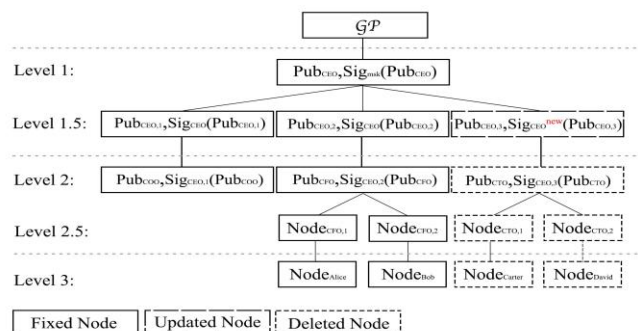 GP
Level 1: Pub_CEO,Sig_msk(Pub_CEO)
Level 1.5: Pub_CEO,1,Sig_CEO(Pub_CEO,1) Pub_CEO,2,Sig_CEO(Pub_CEO,2) Pub_CEO,3,Sig_CEO^new(Pub_CEO,3)
Level 2: Pub_COO,Sig_CEO,1(Pub_COO) Pub_CFO,Sig_CEO,2(Pub_CFO) Pub_CTO,Sig_CEO,3(Pub_CTO)
Level 2.5: Node_CFO,1 Node_CFO,2 Node_CTO,1 Node_CTO,2
Level 3: Node_Alice Node_Bob Node_Carter Node_David
Fixed Node Updated Node Deleted Node